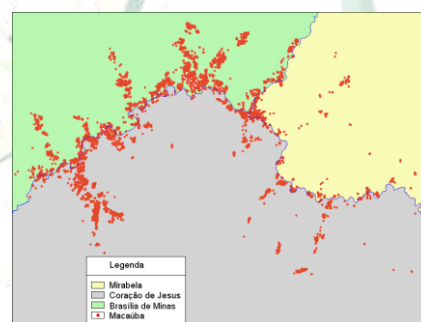 Legenda
Mirabela
Coração de Jesus
Brasília de Minas
Macaúba